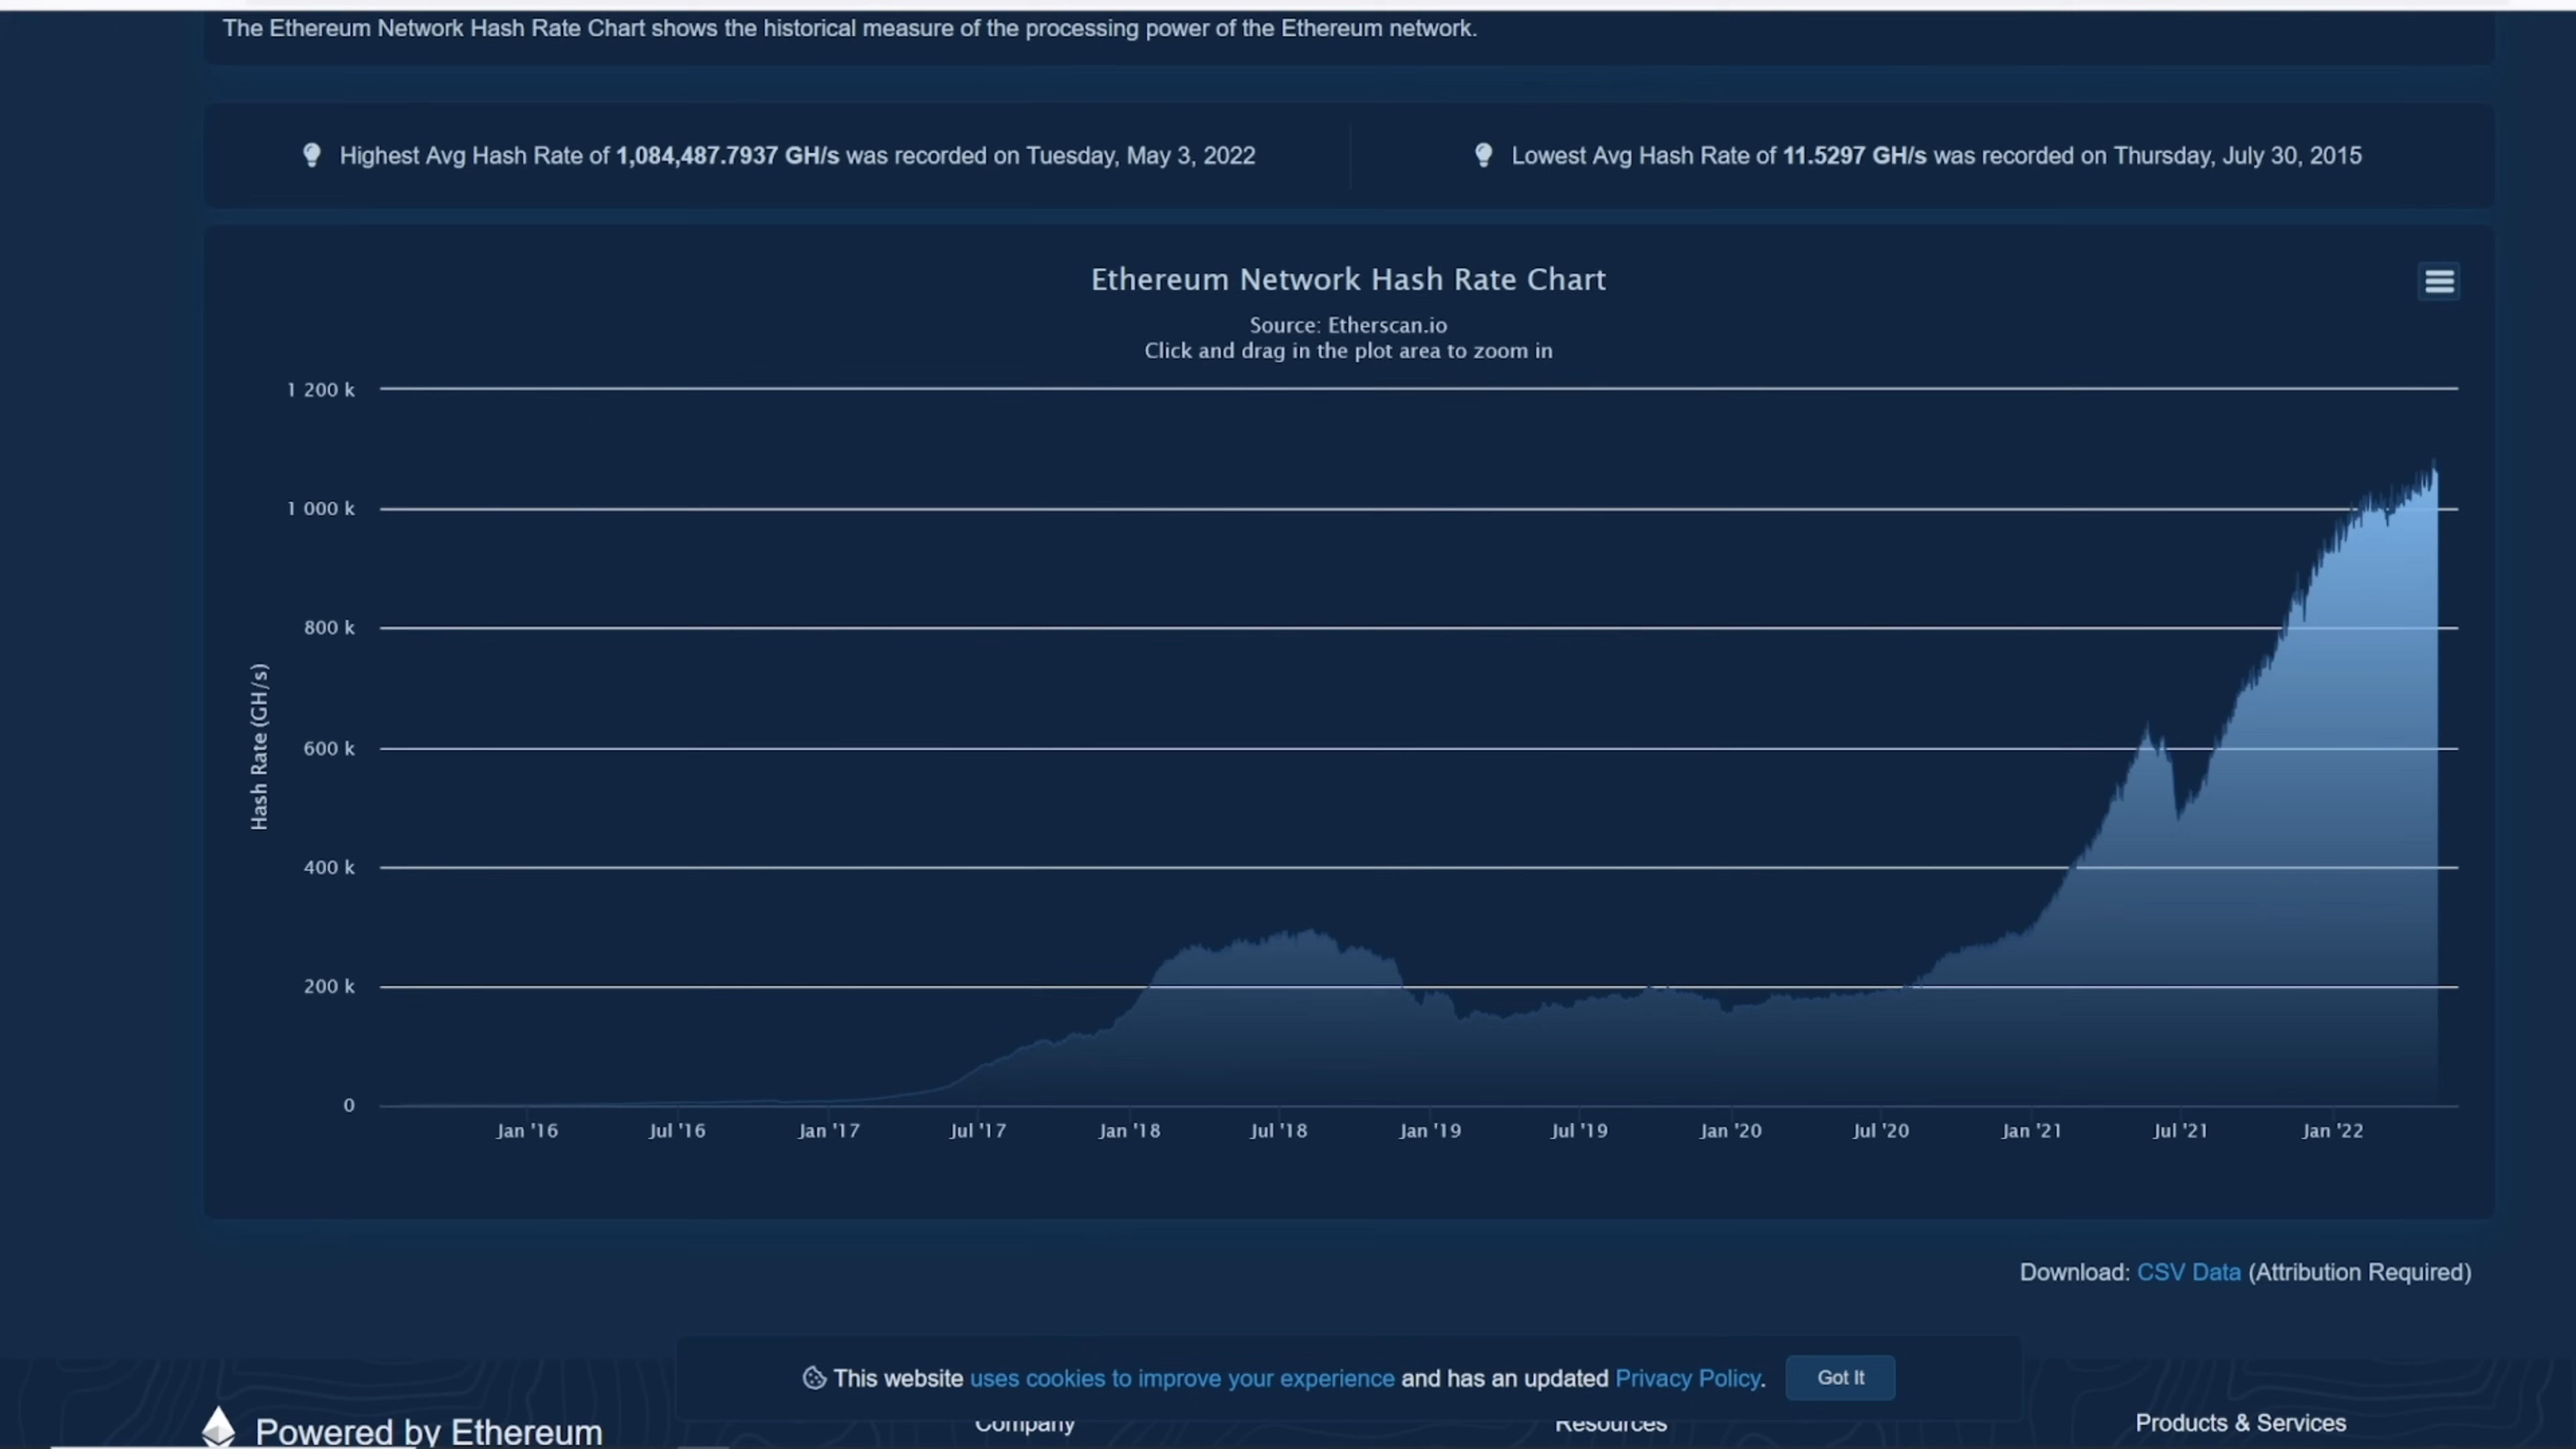 The Ethereum Network Hash Rate Chart shows the historical measure of the processing power of the Ethereum network.
Highest Avg Hash Rate of 1,084,487.7937 GH/s was recorded on Tuesday, May 3, 2022
Lowest Avg Hash Rate of 11.5297 GH/s was recorded on Thursday, July 30, 2015
Ethereum Network Hash Rate Chart
Source: Etherscan.io
Click and drag in the plot area to zoom in
Hash Rate (GH/s)
1 200 k
1 000 k
800 k
600 k
400 k
200 k
0
Jan '16 Jul '16 Jan '17 Jul '17 Jan '18 Jul '18 Jan '19 Jul '19 Jan '20 Jul '20 Jan '21 Jul '21 Jan '22
Download: CSV Data (Attribution Required)
This website uses cookies to improve your experience and has an updated Privacy Policy. Got It
Powered by Ethereum Company Resources Products & Services